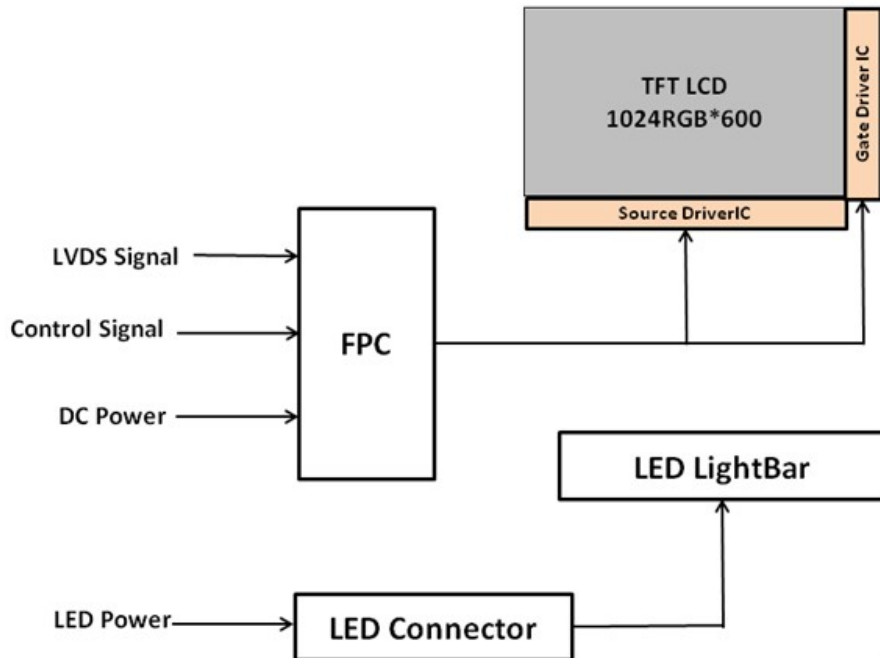 TFT LCD
1024RGB*600
Gate Driver IC
Source DriverIC
LVDS Signal
Control Signal
FPC
DC Power
LED LightBar
LED Power
LED Connector